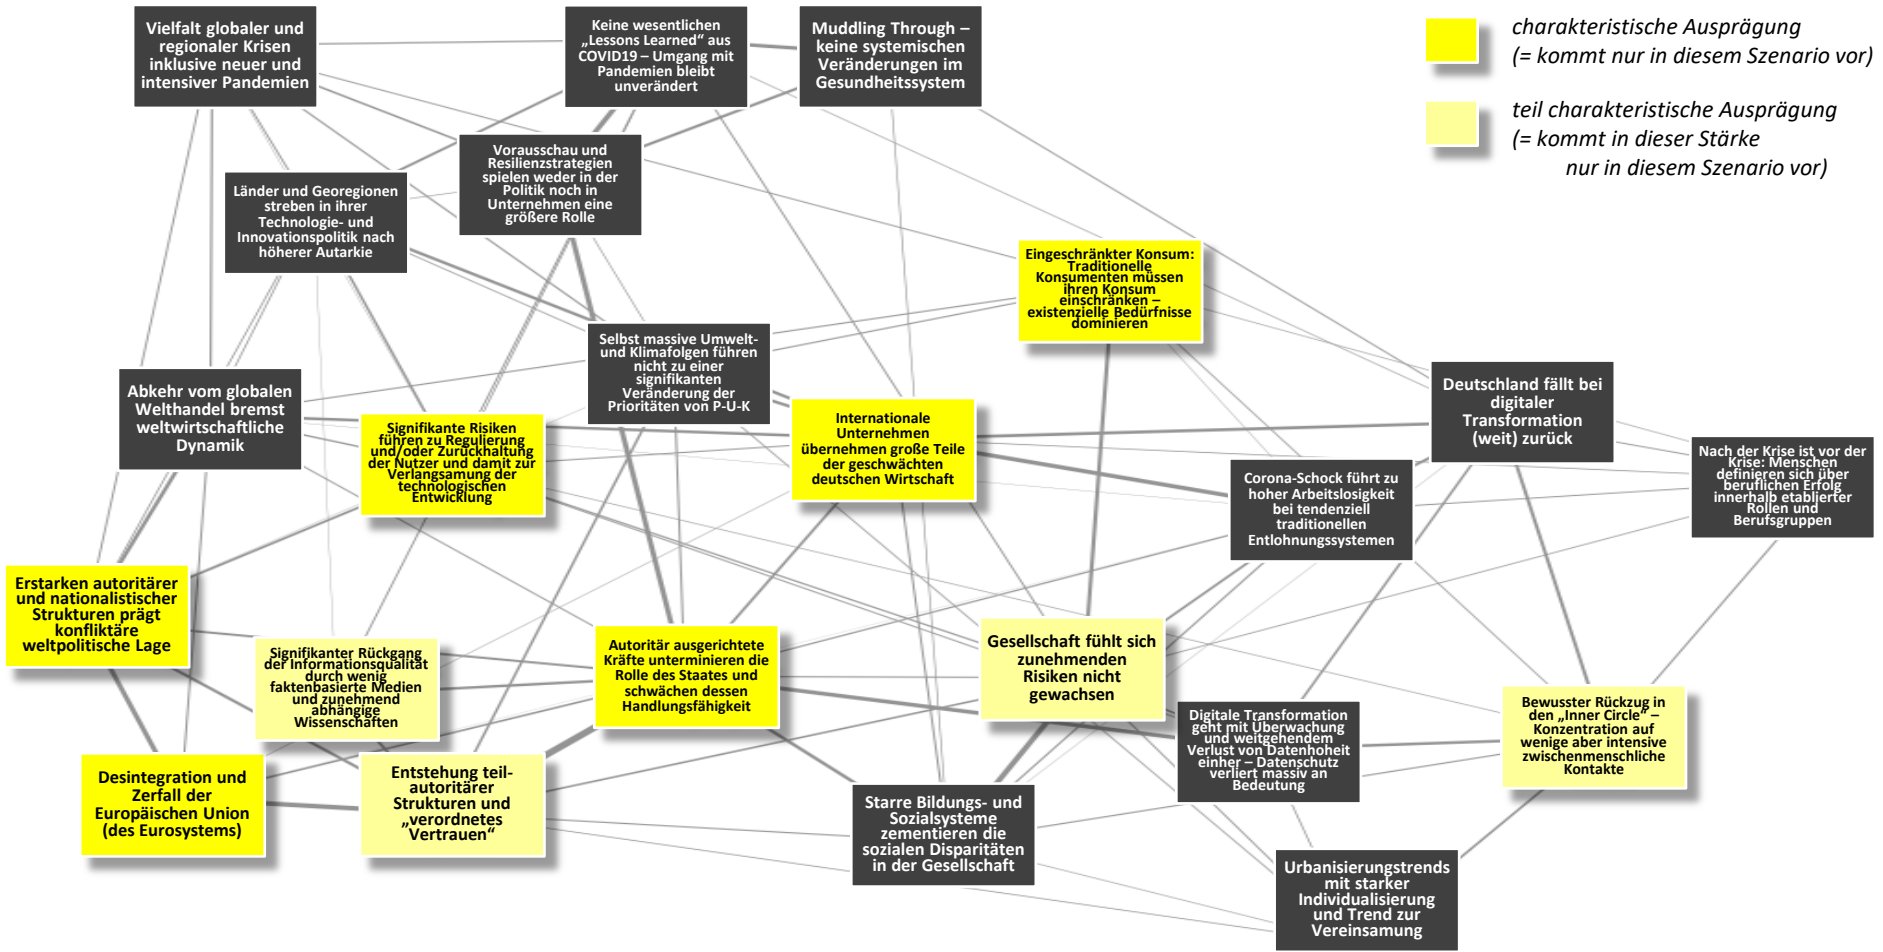 Vielfalt globaler und
regionaler Krisen
inklusive neuer und
intensiver Pandemien
Keine wesentlichen
„Lessons Learned“ aus
COVID19 – Umgang mit
Pandemien bleibt
unverändert
Muddling Through –
keine systemischen
Veränderungen im
Gesundheitssystem
charakteristische Ausprägung
(= kommt nur in diesem Szenario vor)
teil charakteristische Ausprägung
(= kommt in dieser Stärke
nur in diesem Szenario vor)
Vorausschau und
Resilienzstrategien
spielen weder in der
Politik noch in
Unternehmen eine
größere Rolle
Länder und Georegionen
streben in ihrer
Technologie- und
Innovationspolitik nach
höherer Autarkie
Eingeschränkter Konsum:
Traditionelle
Konsumenten müssen
ihren Konsum
einschränken –
existenzielle Bedürfnisse
dominieren
Selbst massive Umwelt-
und Klimafolgen führen
nicht zu einer
signifikanten
Veränderung der
Prioritäten von P-U-K
Abkehr vom globalen
Welthandel bremst
weltwirtschaftliche
Dynamik
Signifikante Risiken
führen zu Regulierung
und/oder Zurückhaltung
der Nutzer und damit zur
Verlangsamung der
technologischen
Entwicklung
Internationale
Unternehmen
übernehmen große Teile
der geschwächten
deutschen Wirtschaft
Deutschland fällt bei
digitaler
Transformation
(weit) zurück
Nach der Krise ist vor der
Krise: Menschen
definieren sich über
beruflichen Erfolg
innerhalb etablierter
Rollen und
Berufsgruppen
Corona-Schock führt zu
hoher Arbeitslosigkeit
bei tendenziell
traditionellen
Entlohnungssystemen
Erstarken autoritärer
und nationalistischer
Strukturen prägt
konfliktäre
weltpolitische Lage
Signifikanter Rückgang
der Informationsqualität
durch wenig
faktenbasierte Medien
und zunehmend
abhängige
Wissenschaften
Autoritär ausgerichtete
Kräfte unterminieren die
Rolle des Staates und
schwächen dessen
Handlungsfähigkeit
Gesellschaft fühlt sich
zunehmenden
Risiken nicht
gewachsen
Digitale Transformation
geht mit Überwachung
und weitgehendem
Verlust von Datenhoheit
einher – Datenschutz
verliert massiv an
Bedeutung
Bewusster Rückzug in
den „Inner Circle“ –
Konzentration auf
wenige aber intensive
zwischenmenschliche
Kontakte
Desintegration und
Zerfall der
Europäischen Union
(des Eurosystems)
Entstehung teil-
autoritärer
Strukturen und
„verordnetes
Vertrauen“
Starre Bildungs- und
Sozialsysteme
zementieren die
sozialen Disparitäten
in der Gesellschaft
Urbanisierungstrends
mit starker
Individualisierung
und Trend zur
Vereinsamung